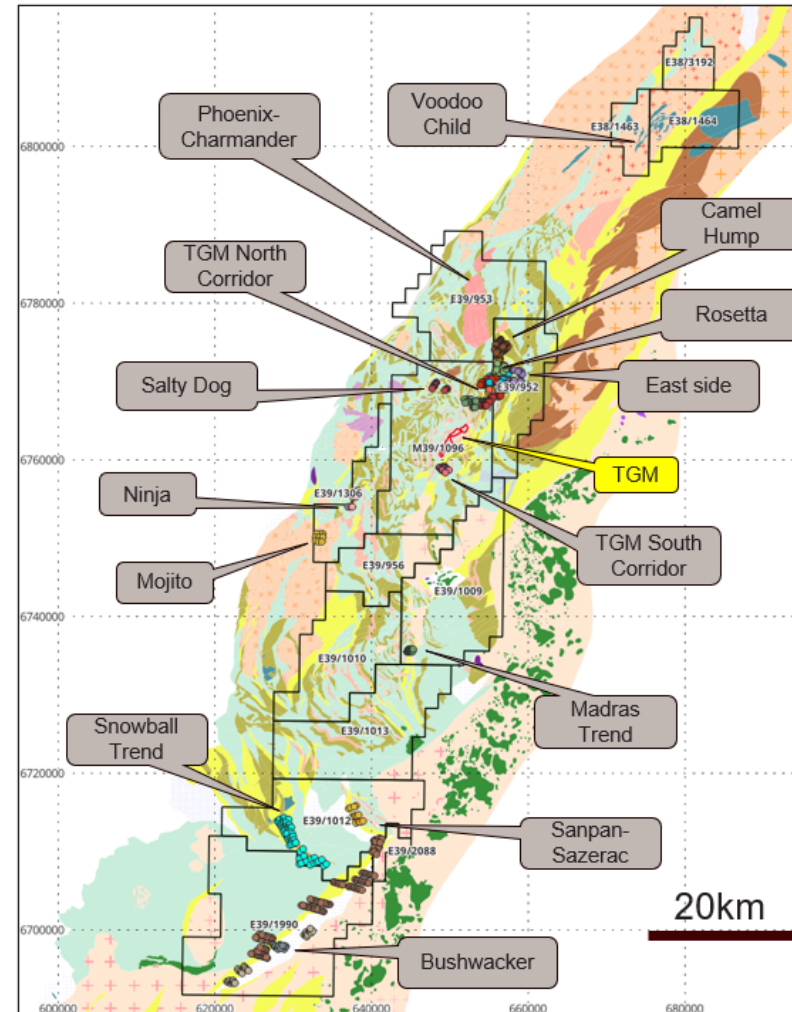 E38/3192
Phoenix-
Charmander
Voodoo
Child
E38/1463
E38/1464
6800000
Camel
Hump
TGM North
Corridor
6780000
E39/953
Rosetta
Salty Dog
E39/952
East side
M39/1096
6760000
TGM
Ninja
E39/1306
TGM South
Corridor
Mojito
E39/956
E39/1009
6740000
E39/1010
Madras
Trend
Snowball
Trend
E39/1013
6720000
E39/1012
Sanpan-
Sazerac
E39/2088
20km
6700000
E39/1990
Bushwacker
600000
620000
640000
660000
680000